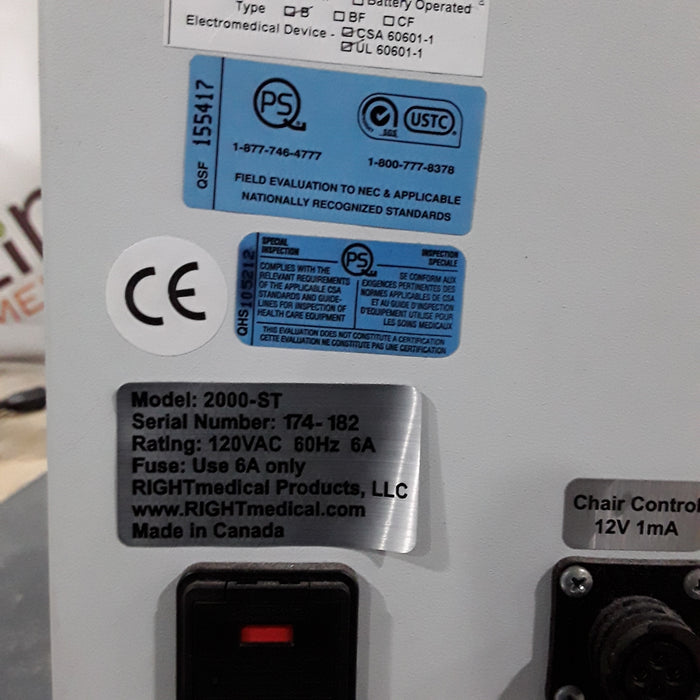 Battery Operated
Type B BF CF
Electromedical Device - CSA 60601-1
UL 60601-1
QSF 155417
PS
SGS
USTC
1-877-746-4777
1-800-777-8378
FIELD EVALUATION TO NEC & APPLICABLE
NATIONALLY RECOGNIZED STANDARDS
CE
QHS 105212
SPECIAL
INSPECTION
PS
INSPECTION
SPECIALE
COMPLIES WITH THE
RELEVANT REQUIREMENTS
OF THE APPLICABLE CSA
STANDARDS AND GUIDE-
LINES FOR INSPECTION OF
HEALTH CARE EQUIPMENT
SE CONFORM AUX
EXIGENCES PERTINENTES DES
NORMES APPLICABLES DE CSA
ET AU GUIDE D'INSPECTION
D'EQUIPEMENT UTILISE POUR
LES SOINS MEDICAUX
THIS EVALUATION DOES NOT CONSTITUTE A CERTIFICATION
CETTE EVALUATION NE CONSTITUTE PAS UNE CERTIFICATION
Model: 2000-ST
Serial Number: 174-182
Rating: 120VAC 60Hz 6A
Fuse: Use 6A only
RIGHTmedical Products, LLC
www.RIGHTmedical.com
Made in Canada
Chair Control
12V 1mA